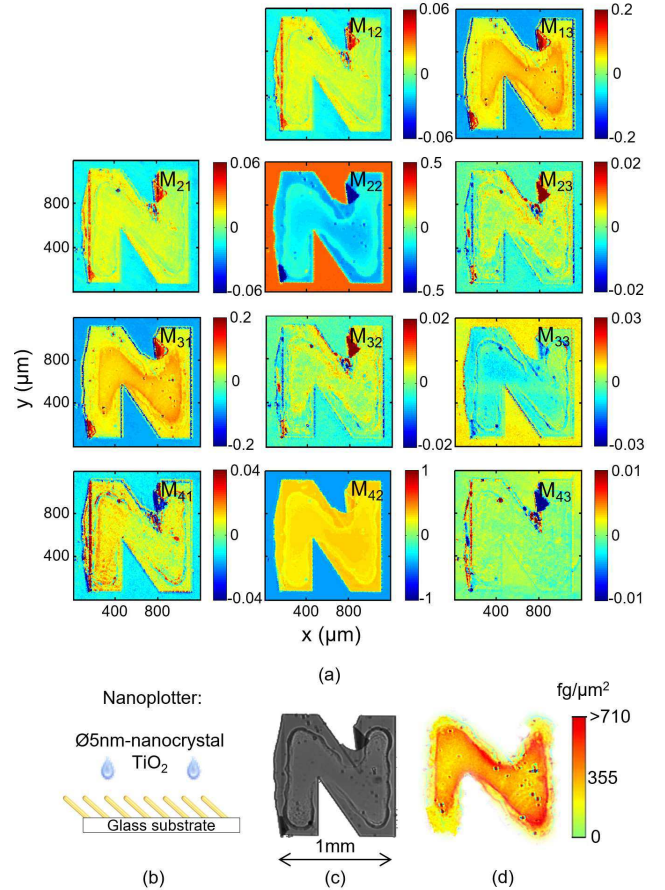 M12 0.06 0 -0.06
M13 0.2 0 -0.2
800 400
M21 0.06 0 -0.06
M22 0.5 0 -0.5
M23 0.02 0 -0.02
y (µm)
800 400
M31 0.2 0 -0.2
M32 0.02 0 -0.02
M33 0.03 0 -0.03
800 400
M41 0.04 0 -0.04
M42 1 0 -1
M43 0.01 0 -0.01
400 800 400 800 400 800
x (µm)
(a)
Nanoplotter:
Ø5nm-nanocrystal
TiO2
Glass substrate
(b)
1mm
(c)
fg/µm²
>710
355
0
(d)